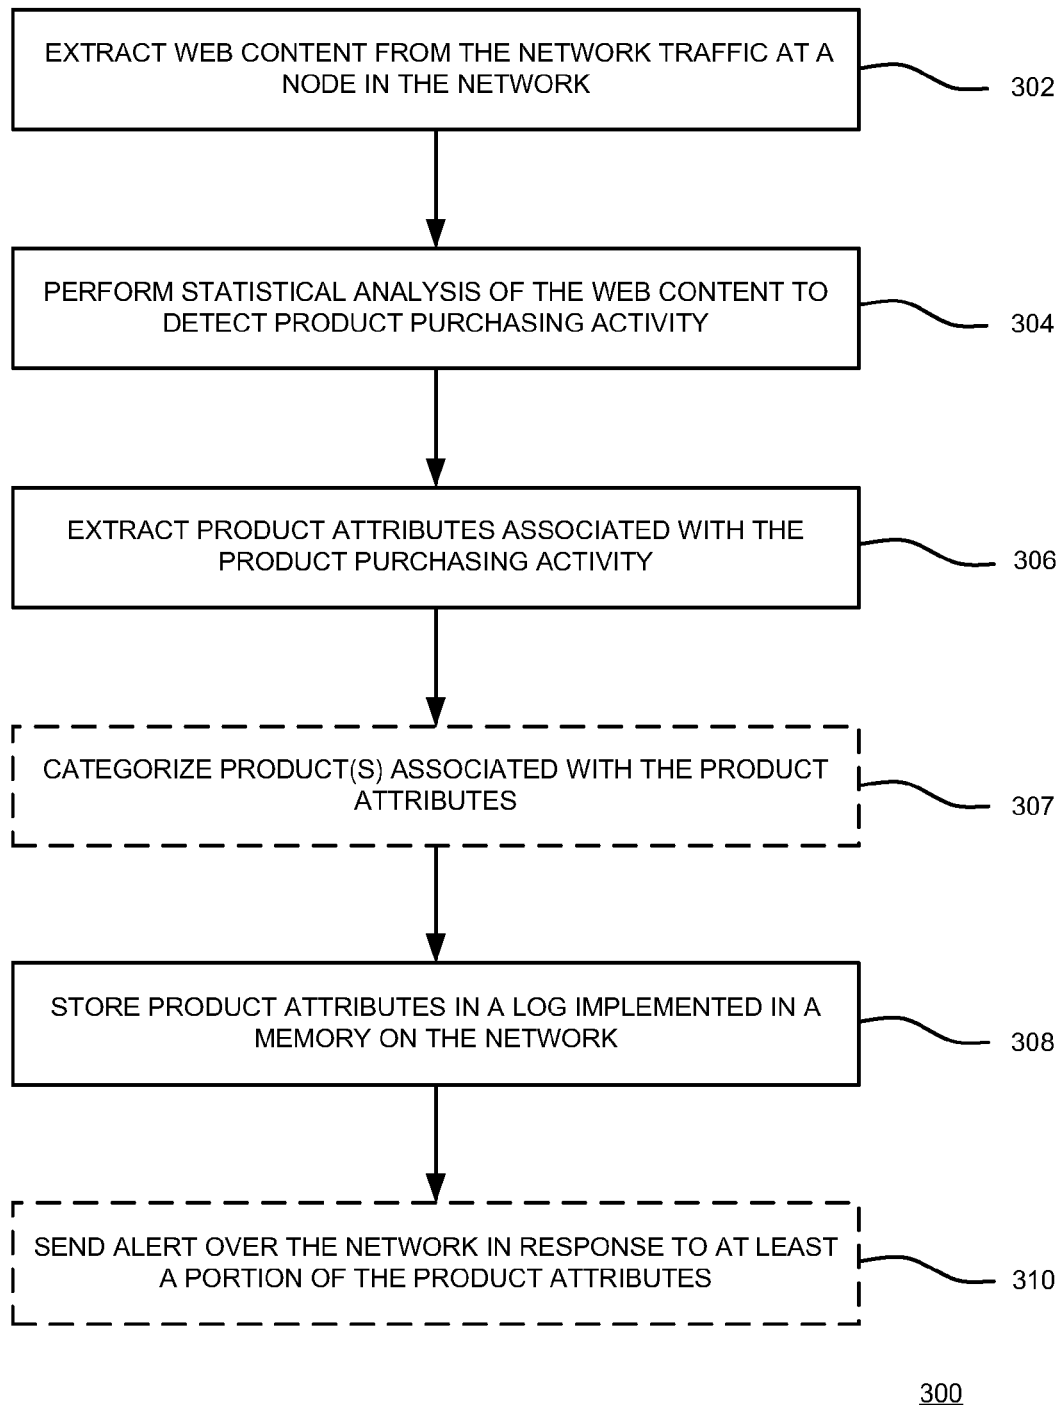 EXTRACT WEB CONTENT FROM THE NETWORK TRAFFIC AT A
NODE IN THE NETWORK
302
PERFORM STATISTICAL ANALYSIS OF THE WEB CONTENT TO
DETECT PRODUCT PURCHASING ACTIVITY
304
EXTRACT PRODUCT ATTRIBUTES ASSOCIATED WITH THE
PRODUCT PURCHASING ACTIVITY
306
CATEGORIZE PRODUCT(S) ASSOCIATED WITH THE PRODUCT
ATTRIBUTES
307
STORE PRODUCT ATTRIBUTES IN A LOG IMPLEMENTED IN A
MEMORY ON THE NETWORK
308
SEND ALERT OVER THE NETWORK IN RESPONSE TO AT LEAST
A PORTION OF THE PRODUCT ATTRIBUTES
310
300